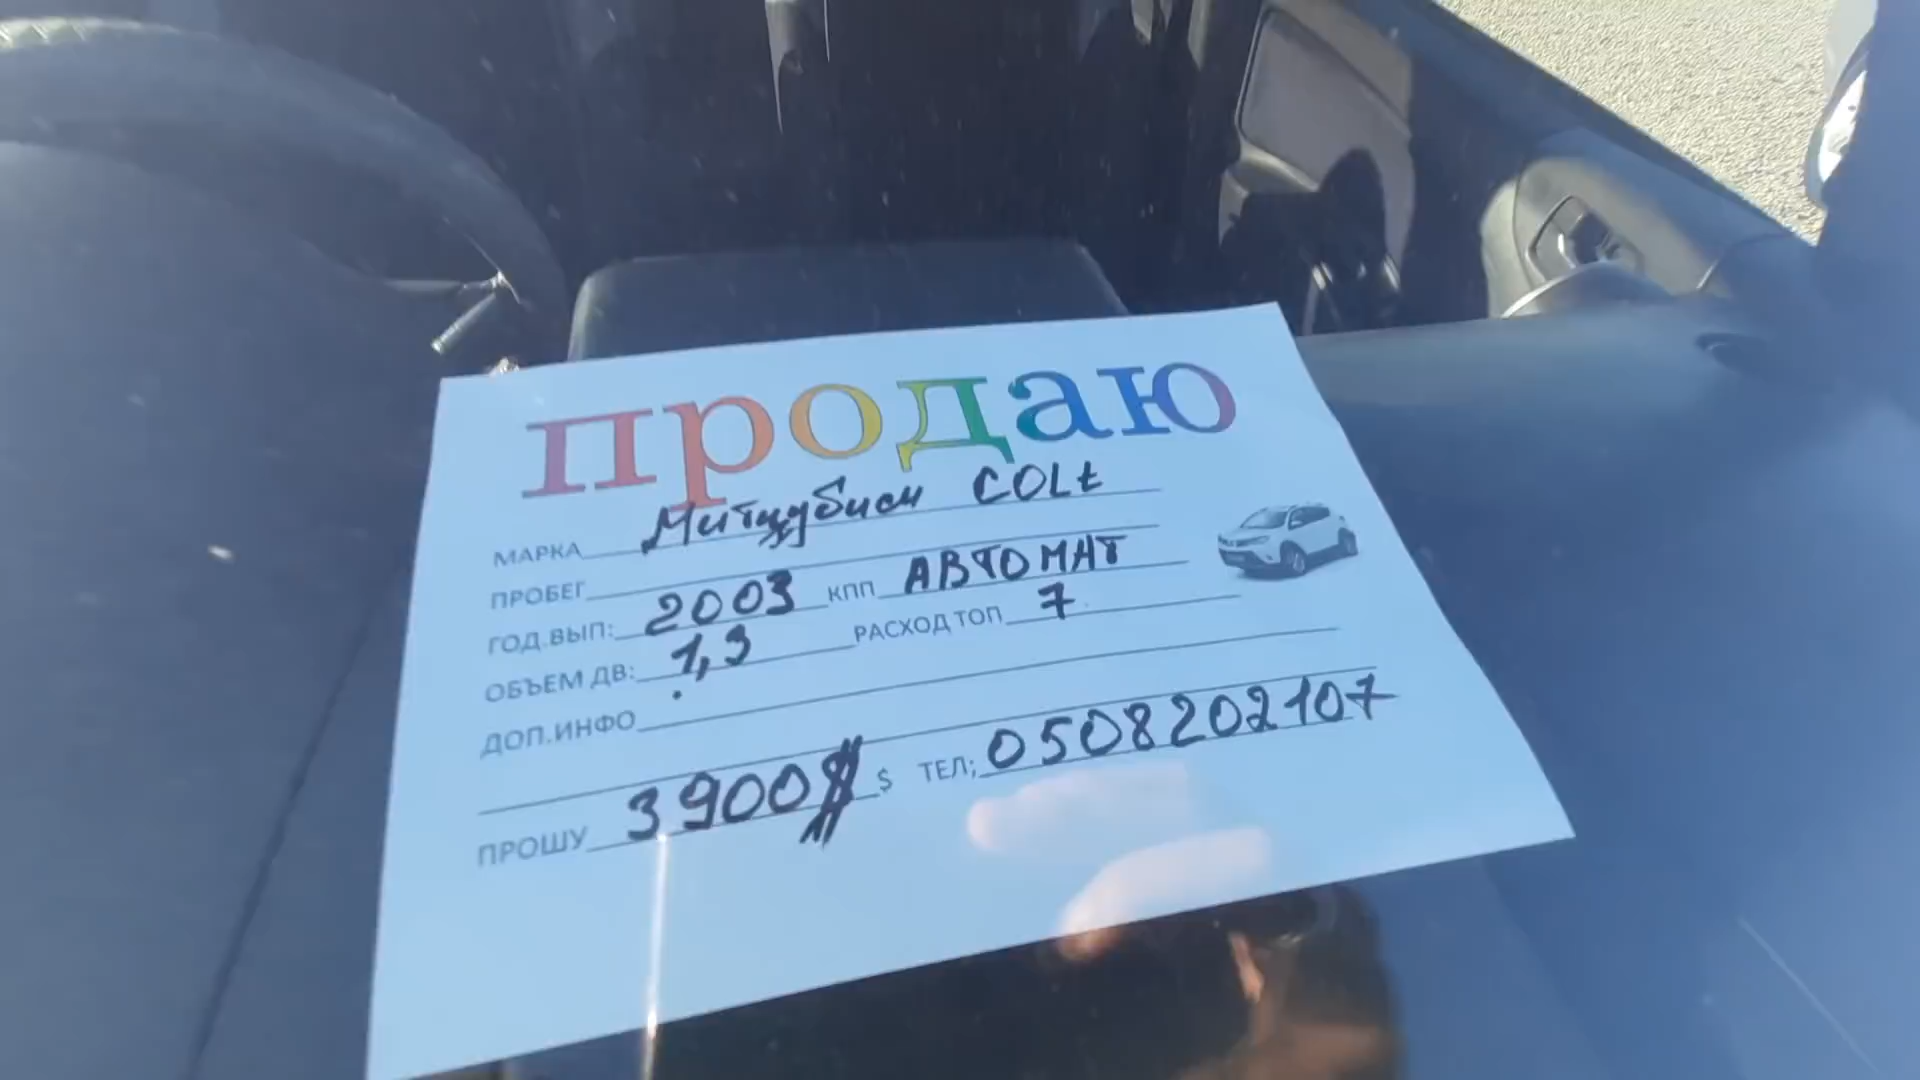 продаю
МАРКА Митцубиси COLt
ПРОБЕГ
ГОД.ВЫП: 2003 КПП АВТОМАТ
ОБЪЕМ ДВ: 1,3 РАСХОД ТОП 7
ДОП.ИНФО
ПРОШУ 3900$ $ ТЕЛ; 0508202107